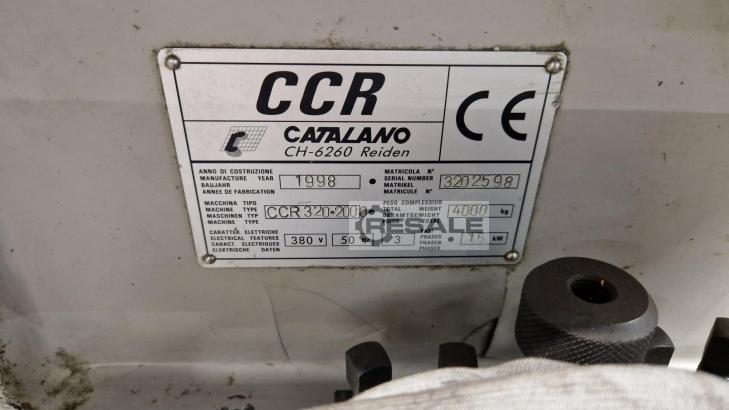 CCR
CE
CATALANO
CH-6260 Reiden
ANNO DI COSTRUZIONE
MANUFACTURE YEAR
BAUJAHR
ANNEE DE FABRICATION
1998
MATRICOLA N°
SERIAL NUMBER
MATRIKEL
MATRICULE N°
3202598
MACCHINA TIPO
MACHINE TYPE
MASCHINEN TYP
MACHINE TYPE
CCR 320-2000
PESO COMPLESSIVO
TOTAL WEIGHT
GESAMTGEWICHT
4000 kg
RESALE
CARATTER. ELETTRICHE
ELECTRICAL FEATURES
CARACT. ELECTRIQUES
ELEKTRISCHE DATEN
380 V 50 3
PHASES
PHASEN
PHASES
15 kW